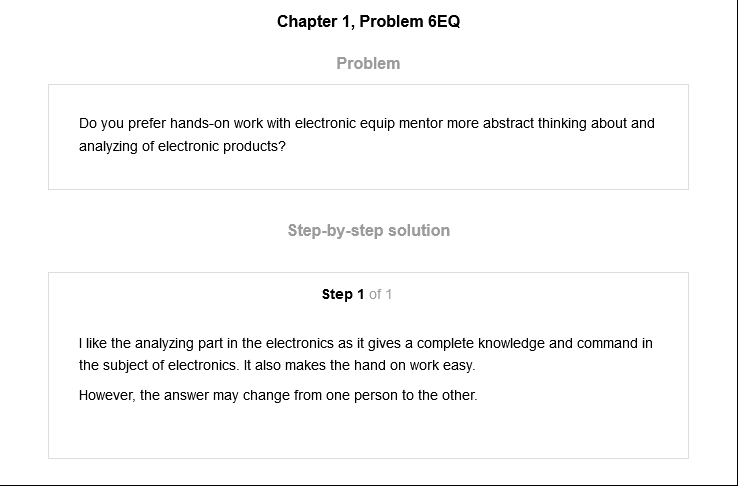 Chapter 1, Problem 6EQ
Problem
Do you prefer hands-on work with electronic equip mentor more abstract thinking about and
analyzing of electronic products?
Step-by-step solution
Step 1 of 1
I like the analyzing part in the electronics as it gives a complete knowledge and command in
the subject of electronics. It also makes the hand on work easy.
However, the answer may change from one person to the other.